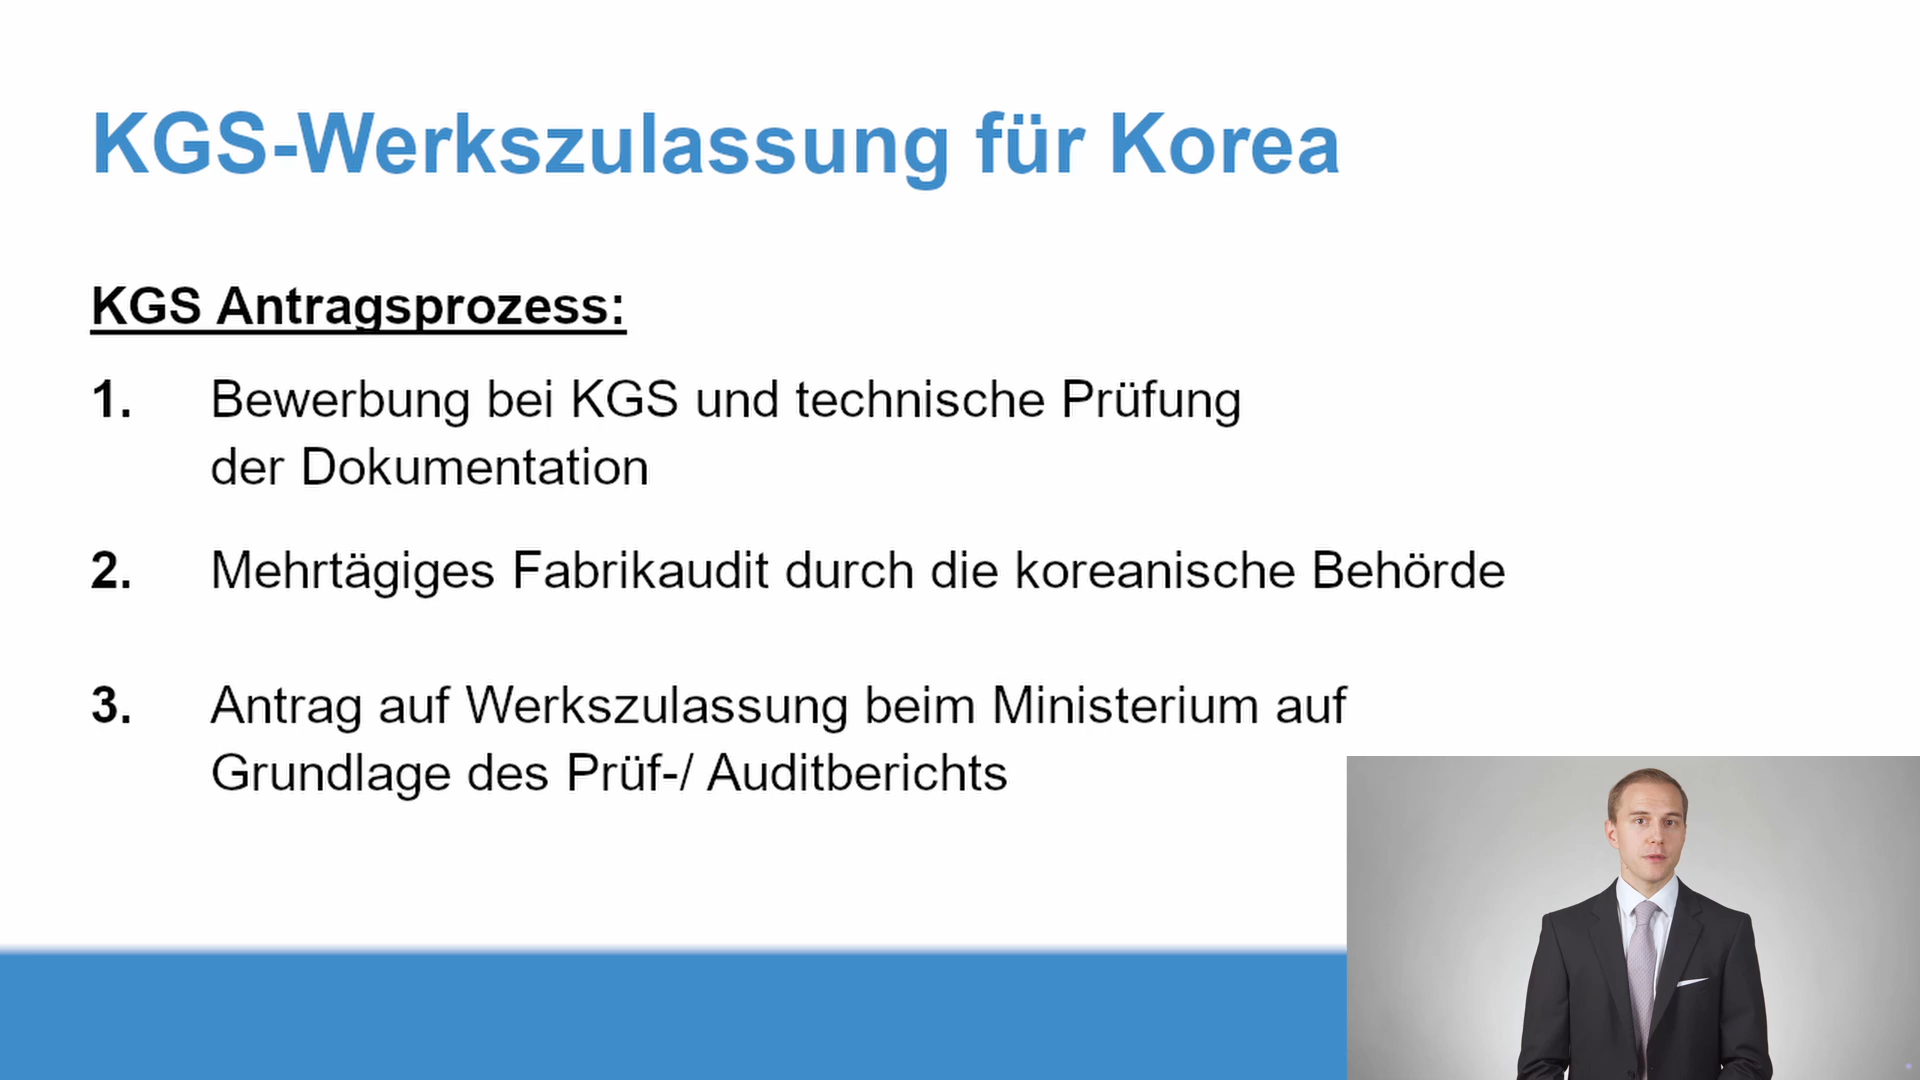 KGS-Werkszulassung für Korea
KGS Antragsprozess:
1. Bewerbung bei KGS und technische Prüfung
der Dokumentation
2. Mehrtägiges Fabrikaudit durch die koreanische Behörde
3. Antrag auf Werkszulassung beim Ministerium auf
Grundlage des Prüf-/ Auditberichts